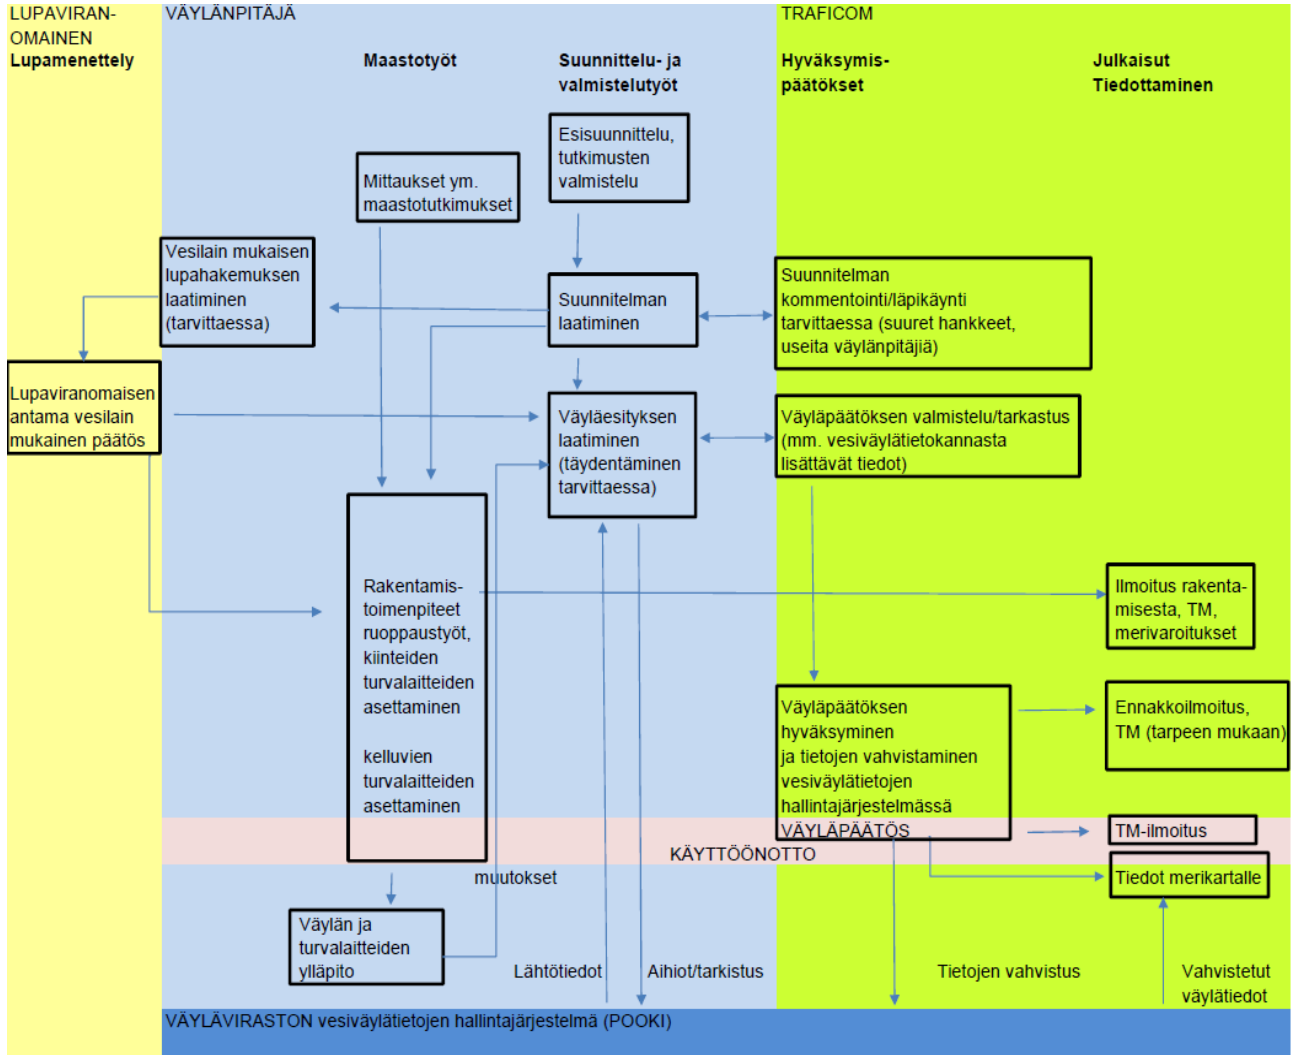 LUPAVIRAN-
OMAINEN
Lupamenettely
VÄYLÄNPITÄJÄ
Maastotyöt
Suunnittelu- ja
valmistelutyöt
TRAFICOM
Hyväksymis-
päätökset
Julkaisut
Tiedottaminen
Esisuunnittelu,
tutkimusten
valmistelu
Mittaukset ym.
maastotutkimukset
Vesilain mukaisen
lupahakemuksen
laatiminen
(tarvittaessa)
Suunnitelman
laatiminen
Suunnitelman
kommentointi/läpikäynti
tarvittaessa (suuret hankkeet,
useita väylänpitäjiä)
Lupaviranomaisen
antama vesilain
mukainen päätös
Väyläesityksen
laatiminen
(täydentäminen
tarvittaessa)
Väyläpäätöksen valmistelu/tarkastus
(mm. vesiväylätietokannasta
lisättävät tiedot)
Rakentamis-
toimenpiteet
ruoppaustyöt,
kiinteiden
turvalaitteiden
asettaminen
kelluvien
turvalaitteiden
asettaminen
Ilmoitus rakenta-
misesta, TM,
merivaroitukset
Väyläpäätöksen
hyväksyminen
ja tietojen vahvistaminen
vesiväylätietojen
hallintajärjestelmässä
VÄYLÄPÄÄTÖS
Ennakkoilmoitus,
TM (tarpeen mukaan)
TM-ilmoitus
KÄYTTÖÖNOTTO
Tiedot merikartalle
muutokset
Väylän ja
turvalaitteiden
ylläpito
Lähtötiedot
Aihiot/tarkistus
Tietojen vahvistus
Vahvistetut
väylätiedot
VÄYLÄVIRASTON vesiväylätietojen hallintajärjestelmä (POOKI)